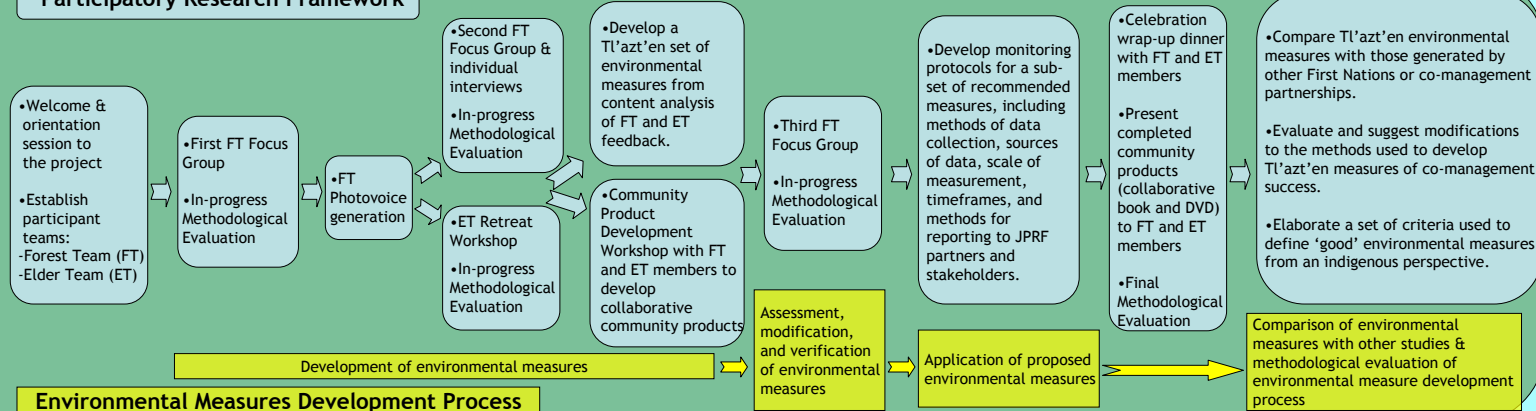 Participatory Research Framework
•Welcome &
orientation
session to
the project
•Establish
participant
teams:
-Forest Team (FT)
-Elder Team (ET)
•First FT Focus
Group
•In-progress
Methodological
Evaluation
•FT
Photovoice
generation
•Second FT
Focus Group &
individual
interviews
•In-progress
Methodological
Evaluation
•ET Retreat
Workshop
•In-progress
Methodological
Evaluation
•Develop a
Tl’azt’en set of
environmental
measures from
content analysis
of FT and ET
feedback.
•Community
Product
Development
Workshop with FT
and ET members to
develop
collaborative
community products
•Third FT
Focus Group
•In-progress
Methodological
Evaluation
•Develop monitoring
protocols for a sub-
set of recommended
measures, including
methods of data
collection, sources
of data, scale of
measurement,
timeframes, and
methods for
reporting to JPRF
partners and
stakeholders.
•Celebration
wrap-up dinner
with FT and ET
members
•Present
completed
community
products
(collaborative
book and DVD)
to FT and ET
members
•Final
Methodological
Evaluation
•Compare Tl’azt’en environmental
measures with those generated by
other First Nations or co-management
partnerships.
•Evaluate and suggest modifications
to the methods used to develop
Tl’azt’en measures of co-management
success.
•Elaborate a set of criteria used to
define ‘good’ environmental measures
from an indigenous perspective.
Development of environmental measures
Assessment,
modification,
and verification
of environmental
measures
Application of proposed
environmental measures
Comparison of environmental
measures with other studies &
methodological evaluation of
environmental measure development
process
Environmental Measures Development Process